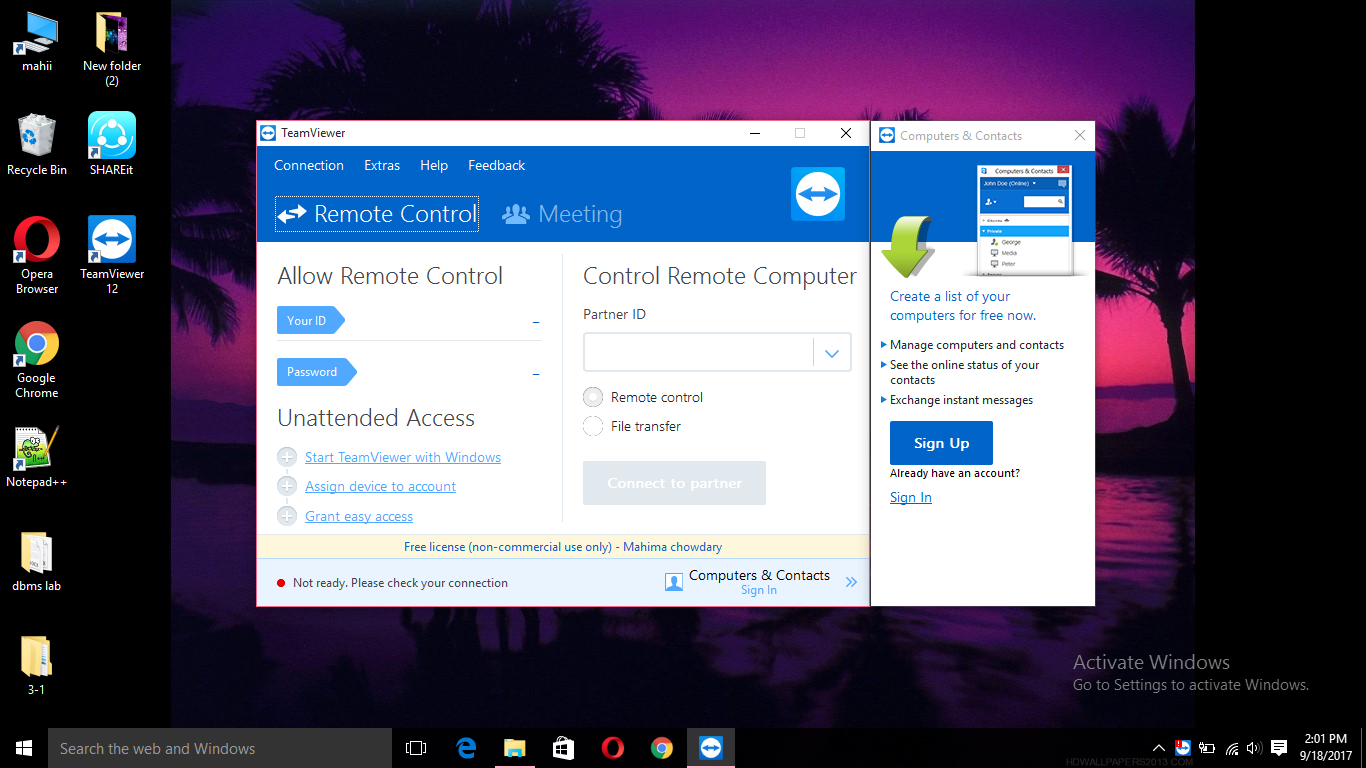 mahii
New folder
(2)
Recycle Bin
SHAREit
Opera
Browser
TeamViewer
12
Google
Chrome
Notepad++
dbms lab
3-1
TeamViewer
Connection Extras Help Feedback
Remote Control Meeting
Allow Remote Control
Your ID –
Password –
Unattended Access
Start TeamViewer with Windows
Assign device to account
Grant easy access
Control Remote Computer
Partner ID
Remote control
File transfer
Connect to partner
Free license (non-commercial use only) - Mahima chowdary
Not ready. Please check your connection
Computers & Contacts
Sign In
Computers & Contacts
Computers & Contacts
John Doe (Online)
Private
George
Media
Peter
Create a list of your
computers for free now.
Manage computers and contacts
See the online status of your
contacts
Exchange instant messages
Sign Up
Already have an account?
Sign In
Activate Windows
Go to Settings to activate Windows.
Search the web and Windows
2:01 PM
9/18/2017
HDWALLPAPERS2013.COM